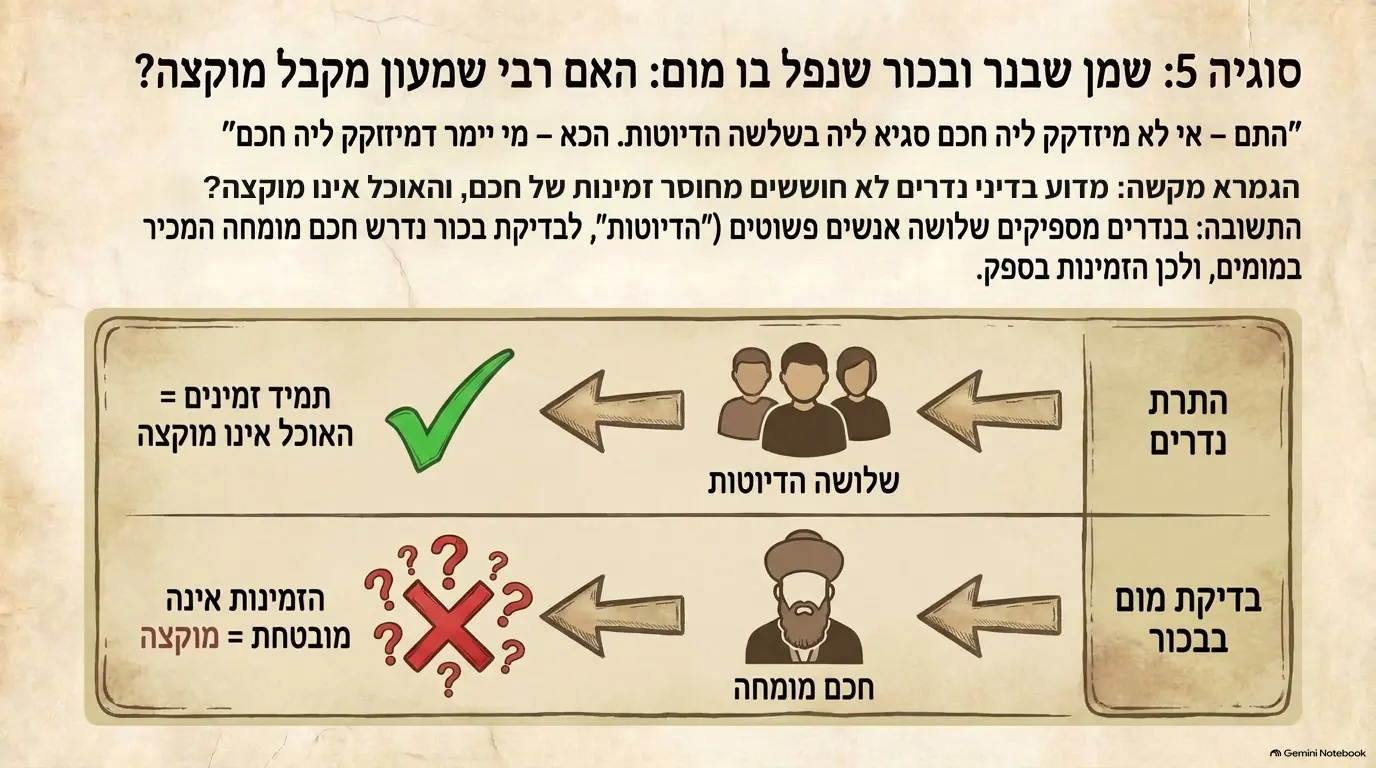 סוגיה 5: שמן שבנר ובכור שנפל בו מום: האם רבי שמעון מקבל מוקצה?
"התם – אי לא מיזדקק ליה חכם סגיא ליה בשלשה הדיוטות. הכא – מי יימר דמיזדקק ליה חכם"
הגמרא מקשה: מדוע בדיני נדרים לא חוששים מחוסר זמינות של חכם, והאוכל אינו מוקצה?
התשובה: בנדרים מספיקים שלושה אנשים פשוטים ("הדיוטות", לבדיקת בכור נדרש חכם מומחה המכיר
במומים, ולכן הזמינות בספק.
התרת
נדרים
שלושה הדיוטות
תמיד זמינים =
האוכל אינו מוקצה
בדיקת מום
בבכור
חכם מומחה
הזמינות אינה
מובטחת = מוקצה
Gemini Notebook